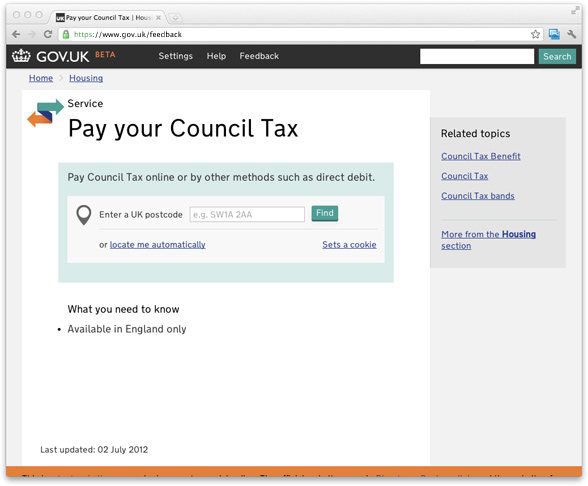 Pay your Council Tax | Hous
https://www.gov.uk/feedback
GOV.UK BETA Settings Help Feedback Search
Home Housing
Service
Pay your Council Tax
Pay Council Tax online or by other methods such as direct debit.
Enter a UK postcode e.g. SW1A 2AA Find
or locate me automatically Sets a cookie
What you need to know
• Available in England only
Last updated: 02 July 2012
Related topics
Council Tax Benefit
Council Tax
Council Tax bands
More from the Housing
section